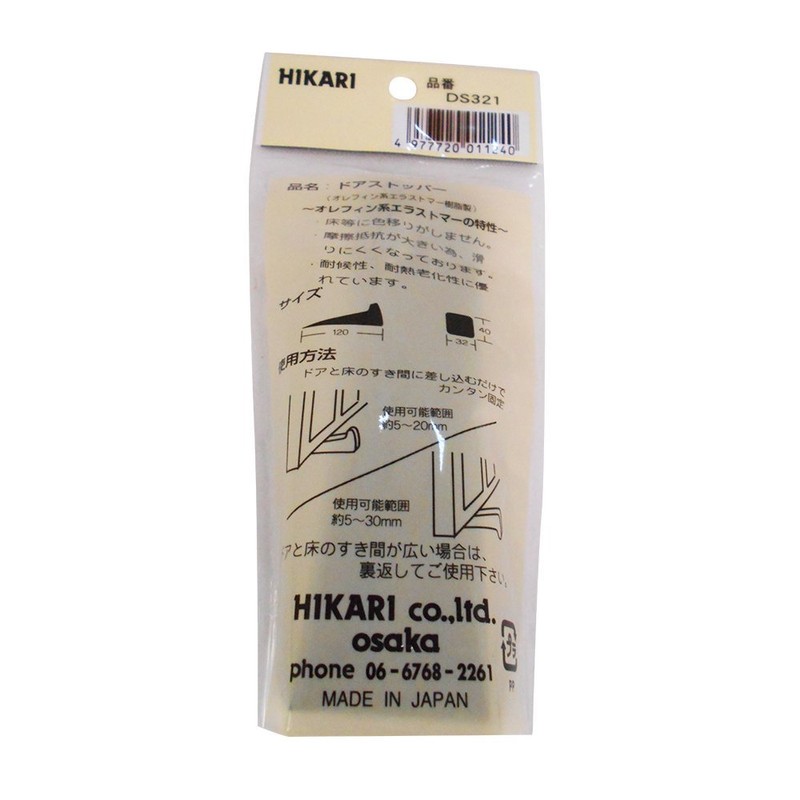 HIKARI
品番
DS321
4 977720 011240
品名：ドアストッパー
（オレフィン系エラストマー樹脂製）
～オレフィン系エラストマーの特性～
・床等に色移りがしません。
・摩擦抵抗が大きい為、滑
りにくくなっております。
・耐候性、耐熱老化性に優
れています。
サイズ
120
40
32
使用方法
ドアと床のすき間に差し込むだけで
カンタン固定
使用可能範囲
約5～20mm
使用可能範囲
約5～30mm
ドアと床のすき間が広い場合は、
裏返してご使用下さい。
HIKARI co.,ltd.
osaka
phone 06-6768-2261
MADE IN JAPAN
プラ
PP